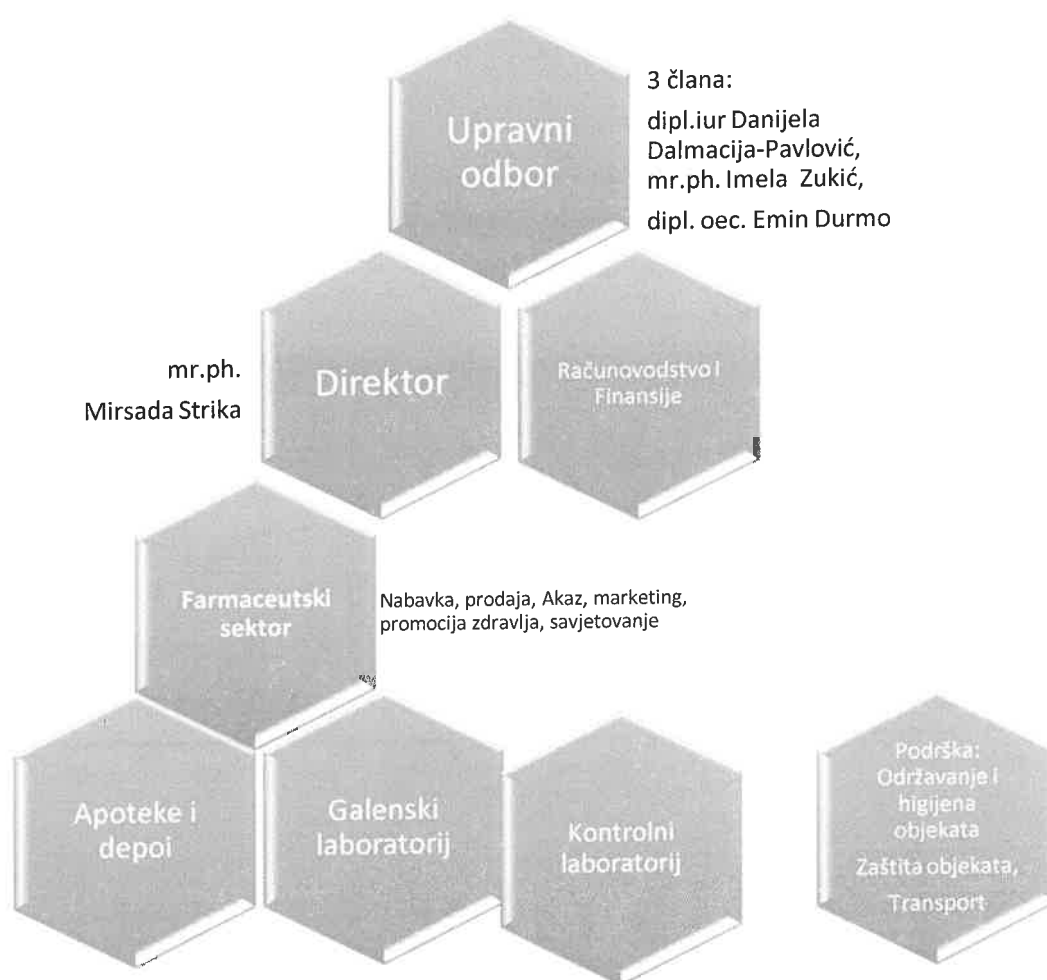 Upravni
odbor
3 člana:
dipl.iur Danijela
Dalmacija-Pavlović,
mr.ph. Imela Zukić,
dipl. oec. Emin Durmo
mr.ph.
Mirsada Strika
Direktor
Računovodstvo I
Finansije
Farmaceutski
sektor
Nabavka, prodaja, Akaz, marketing,
promocija zdravlja, savjetovanje
Apoteke i
depoi
Galenski
laboratorij
Kontrolni
laboratorij
Podrška:
Održavanje i
higijena
objekata
Zaštita objekata,
Transport